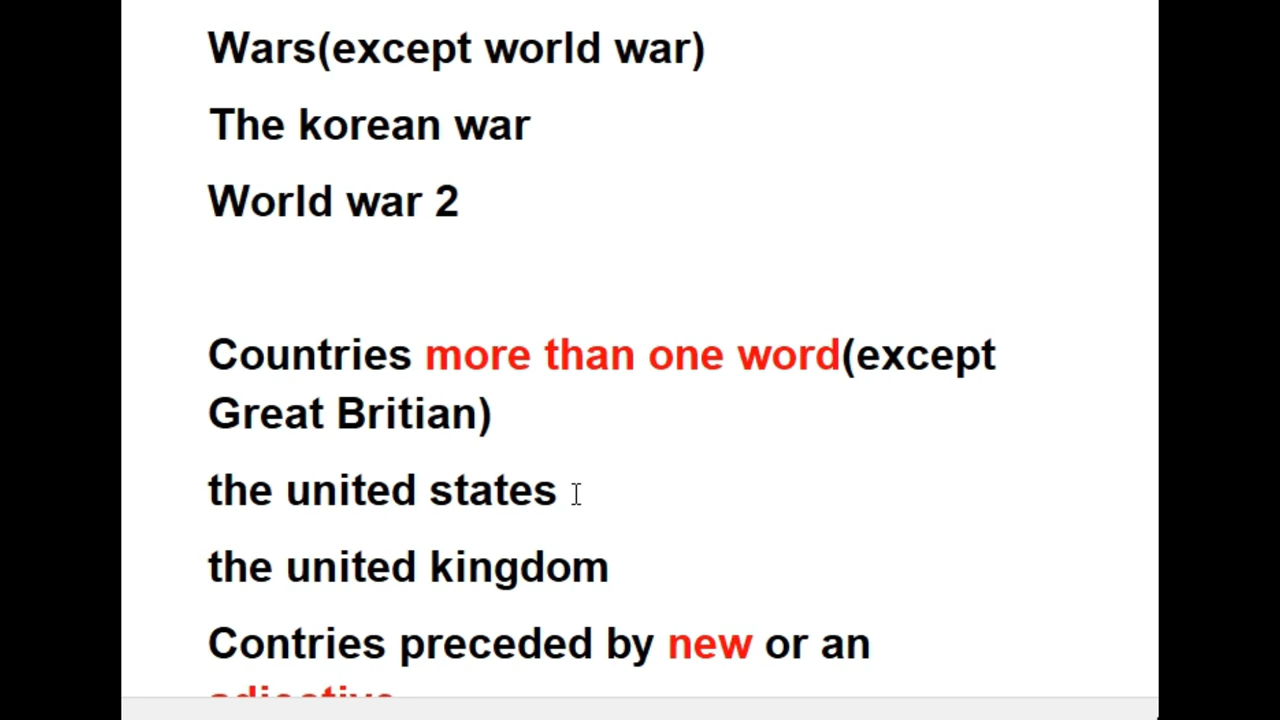 Wars(except world war)
The korean war
World war 2
Countries more than one word(except
Great Britian)
the united states
the united kingdom
Contries preceded by new or an
adjective